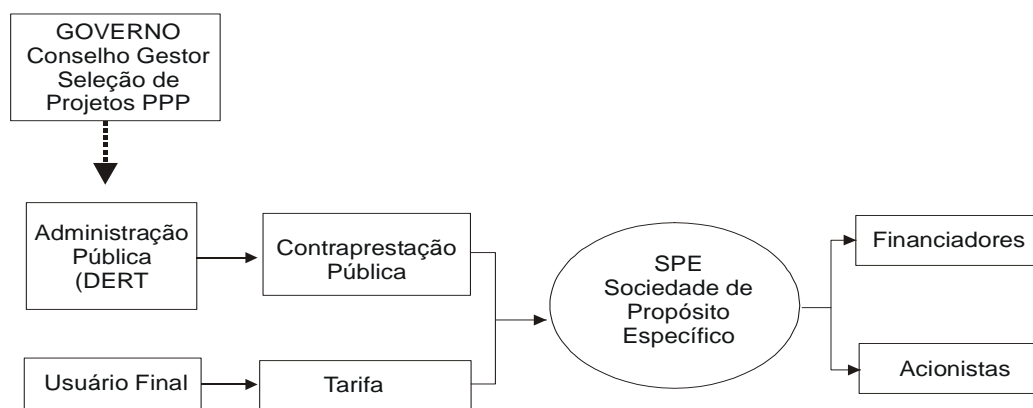 GOVERNO
Conselho Gestor
Seleção de
Projetos PPP
Administração
Pública
(DERT
Contraprestação
Pública
SPE
Sociedade de
Propósito
Específico
Financiadores
Usuário Final
Tarifa
Acionistas